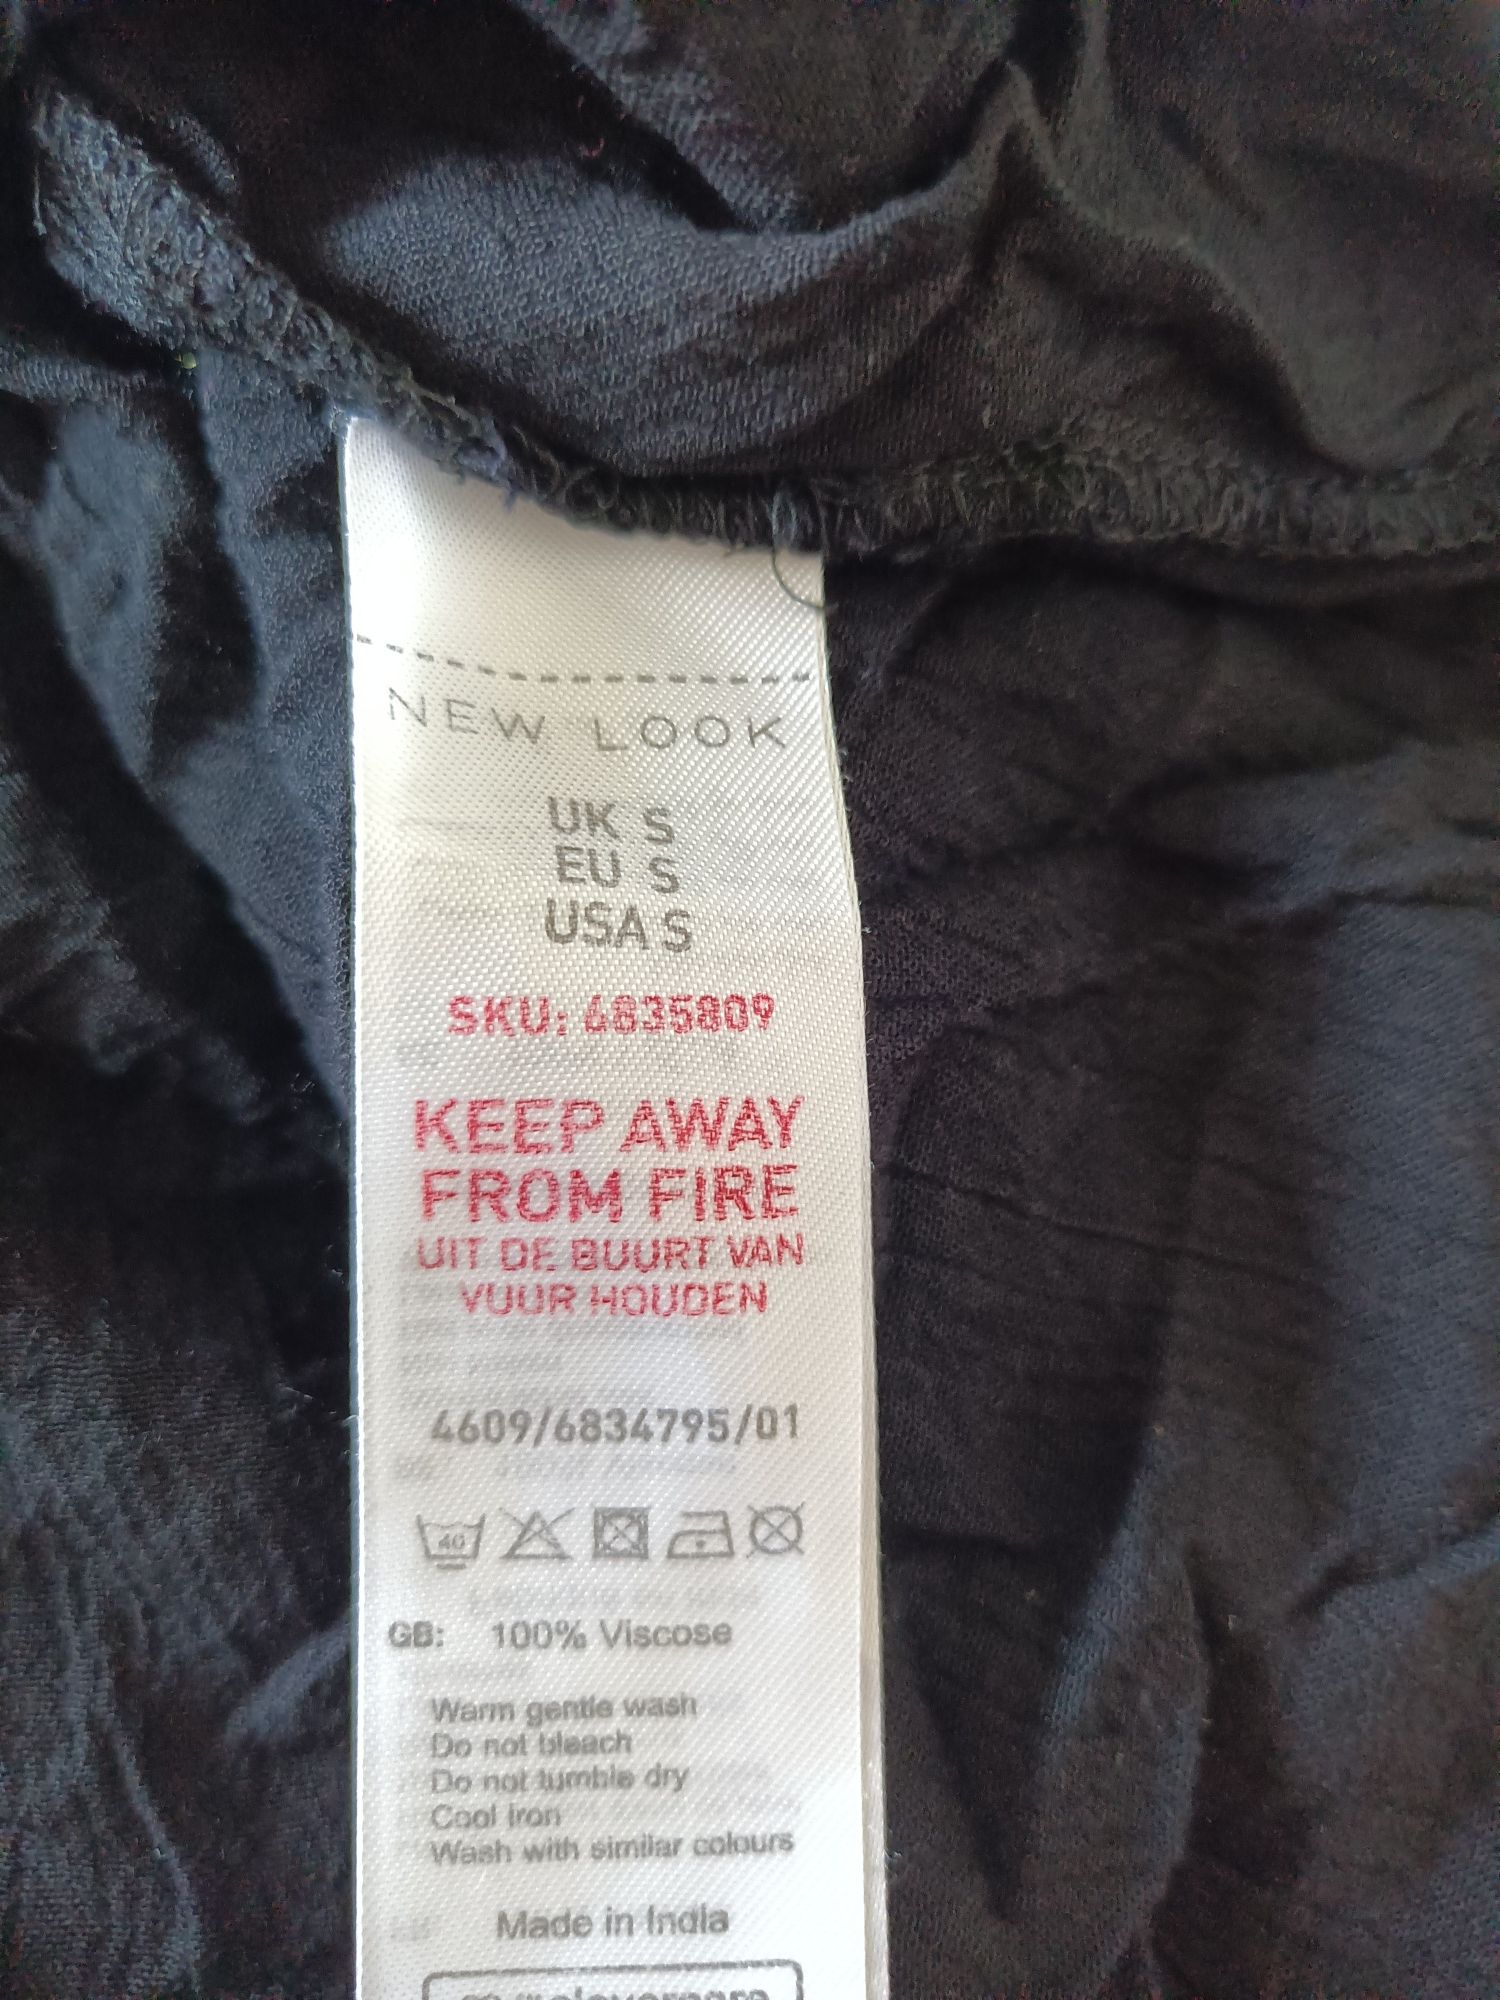 NEW LOOK
UK S
EU S
USA S
SKU: 6835809
KEEP AWAY
FROM FIRE
UIT DE BUURT VAN
VUUR HOUDEN
4609/6834795/01
40
GB: 100% Viscose
Warm gentle wash
Do not bleach
Do not tumble dry
Cool iron
Wash with similar colours
Made in India